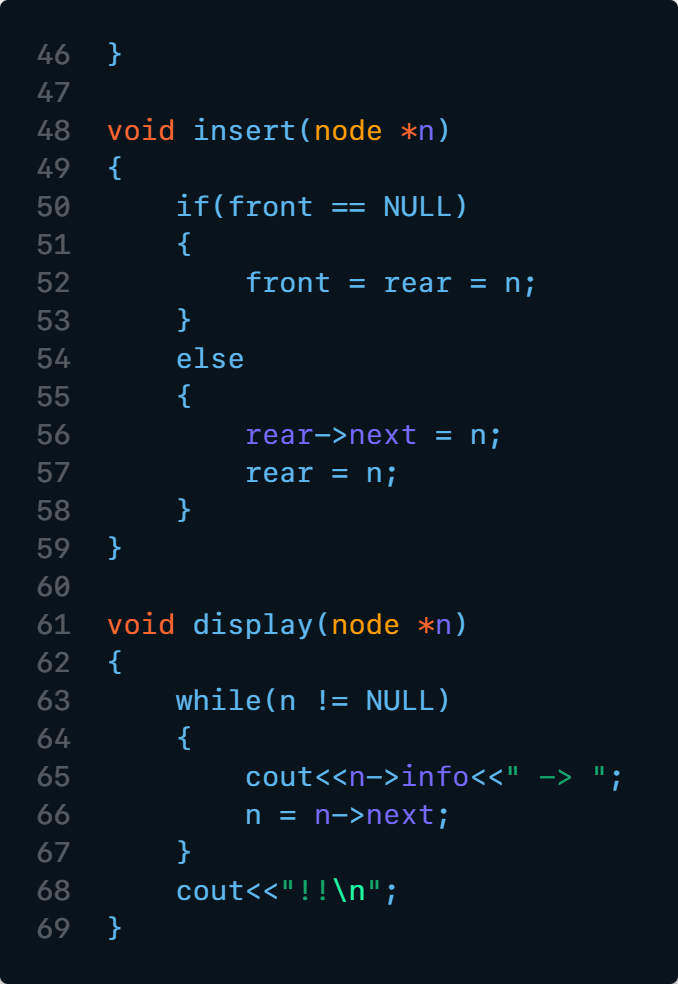 46 }
47
48 void insert(node *n)
49 {
50     if(front == NULL)
51     {
52         front = rear = n;
53     }
54     else
55     {
56         rear->next = n;
57         rear = n;
58     }
59 }
60
61 void display(node *n)
62 {
63     while(n != NULL)
64     {
65         cout<<n->info<<" -> ";
66         n = n->next;
67     }
68     cout<<"!!\n";
69 }